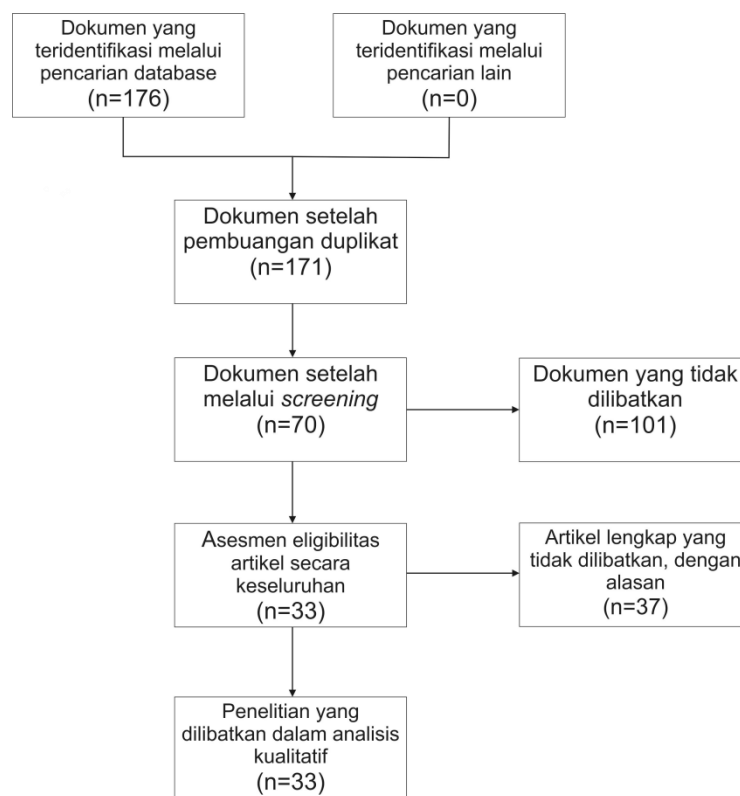 Dokumen yang
teridentifikasi melalui
pencarian database
(n=176)
Dokumen yang
teridentifikasi melalui
pencarian lain
(n=0)
Dokumen setelah
pembuangan duplikat
(n=171)
Dokumen setelah
melalui screening
(n=70)
Dokumen yang tidak
dilibatkan
(n=101)
Asesmen eligibilitas
artikel secara
keseluruhan
(n=33)
Artikel lengkap yang
tidak dilibatkan, dengan
alasan
(n=37)
Penelitian yang
dilibatkan dalam analisis
kualitatif
(n=33)